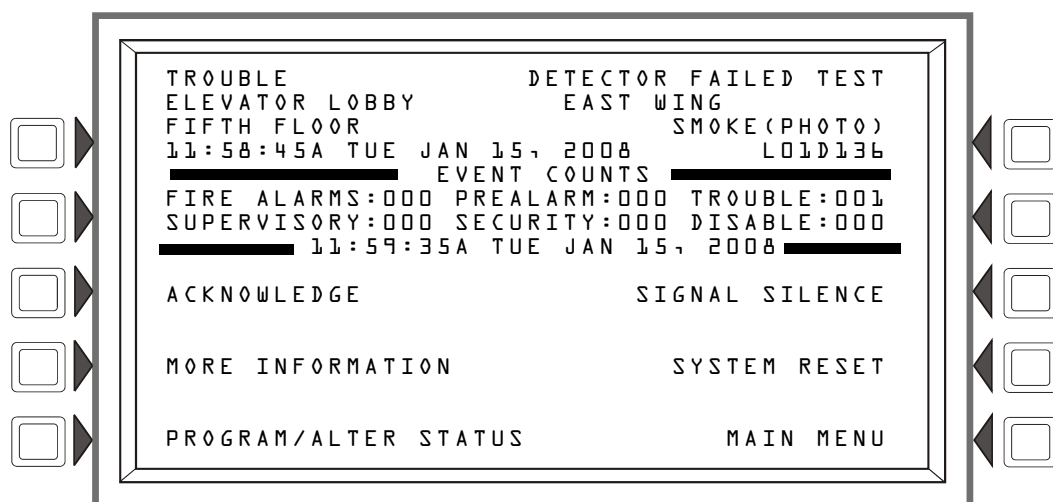 TROUBLE DETECTOR FAILED TEST
ELEVATOR LOBBY EAST WING
FIFTH FLOOR SMOKE(PHOTO)
11:58:45A TUE JAN 15, 2008 L01D136
EVENT COUNTS
FIRE ALARMS:000 PREALARM:000 TROUBLE:001
SUPERVISORY:000 SECURITY:000 DISABLE:000
11:59:35A TUE JAN 15, 2008
ACKNOWLEDGE SIGNAL SILENCE
MORE INFORMATION SYSTEM RESET
PROGRAM/ALTER STATUS MAIN MENU